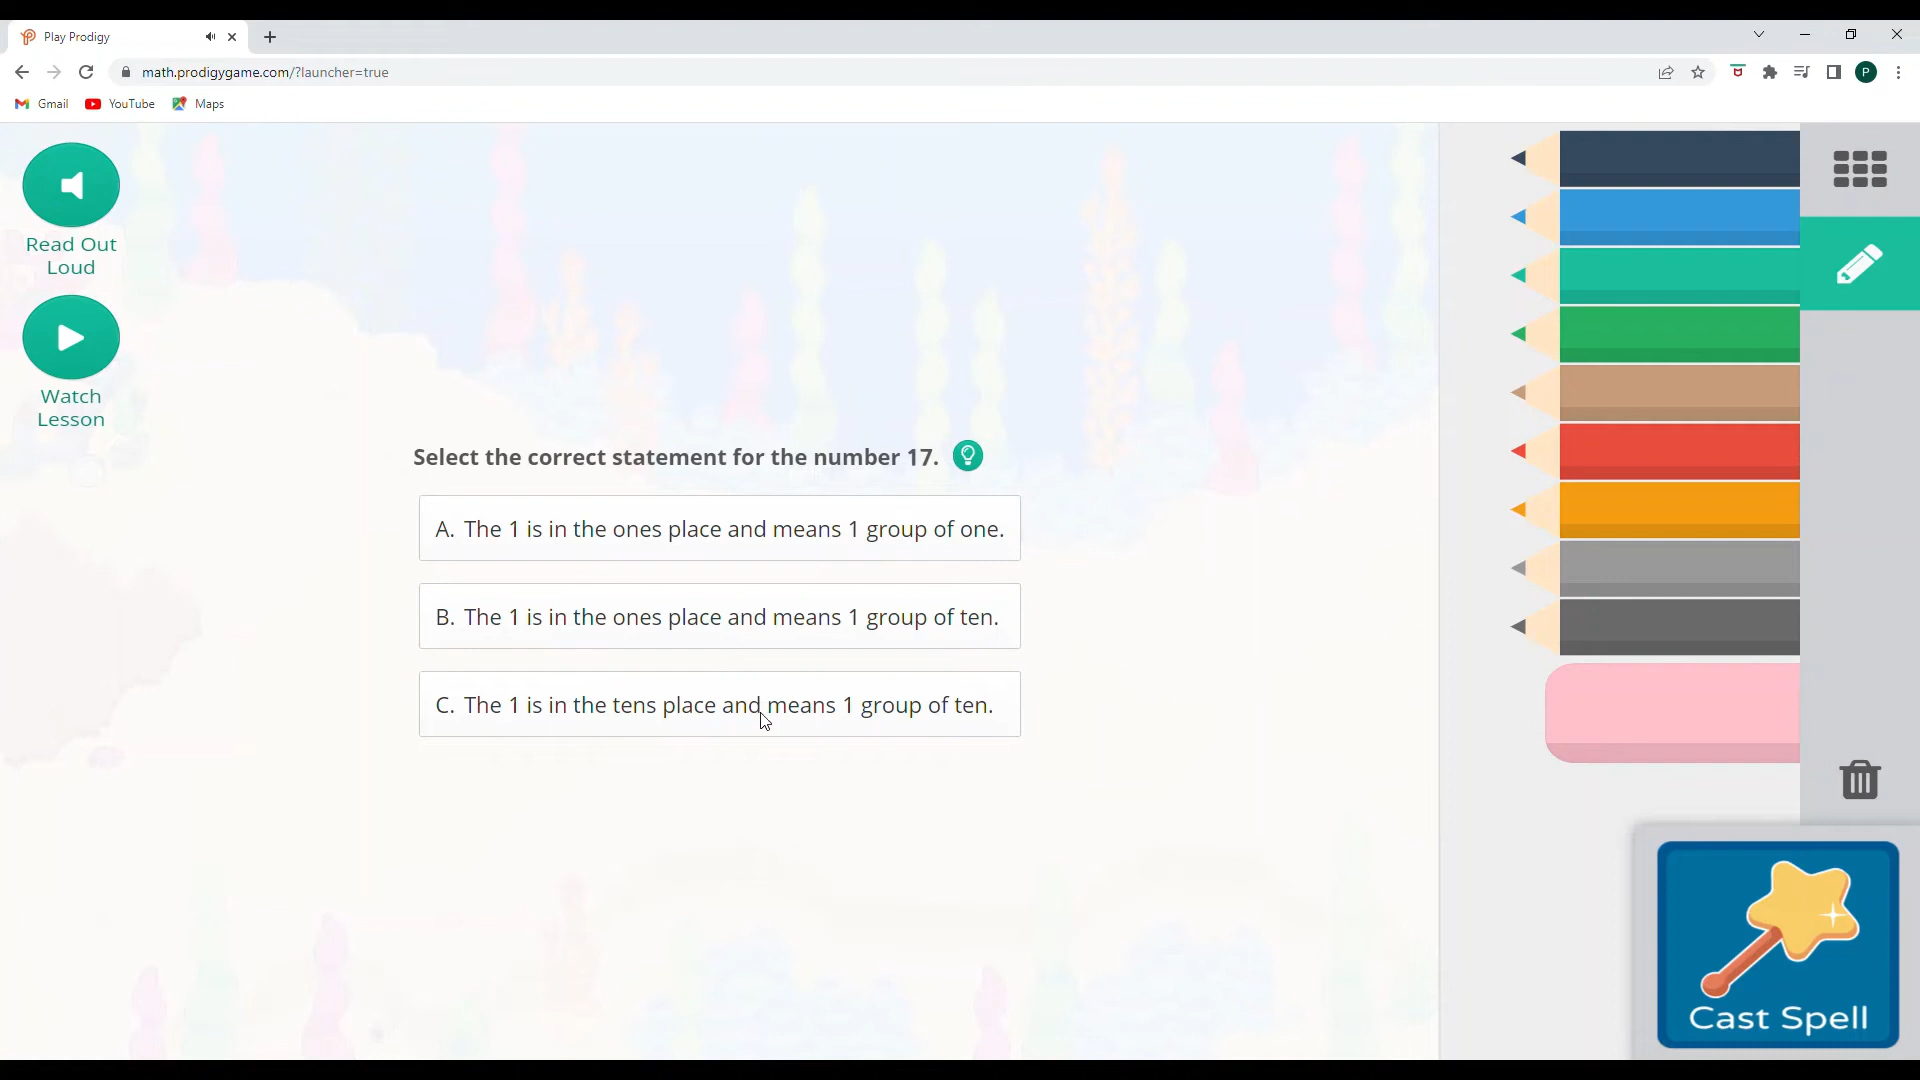 Play Prodigy
math.prodigygame.com/?launcher=true
P
Gmail
YouTube
Maps
Read Out
Loud
Watch
Lesson
Select the correct statement for the number 17.
A. The 1 is in the ones place and means 1 group of one.
B. The 1 is in the ones place and means 1 group of ten.
C. The 1 is in the tens place and means 1 group of ten.
Cast Spell